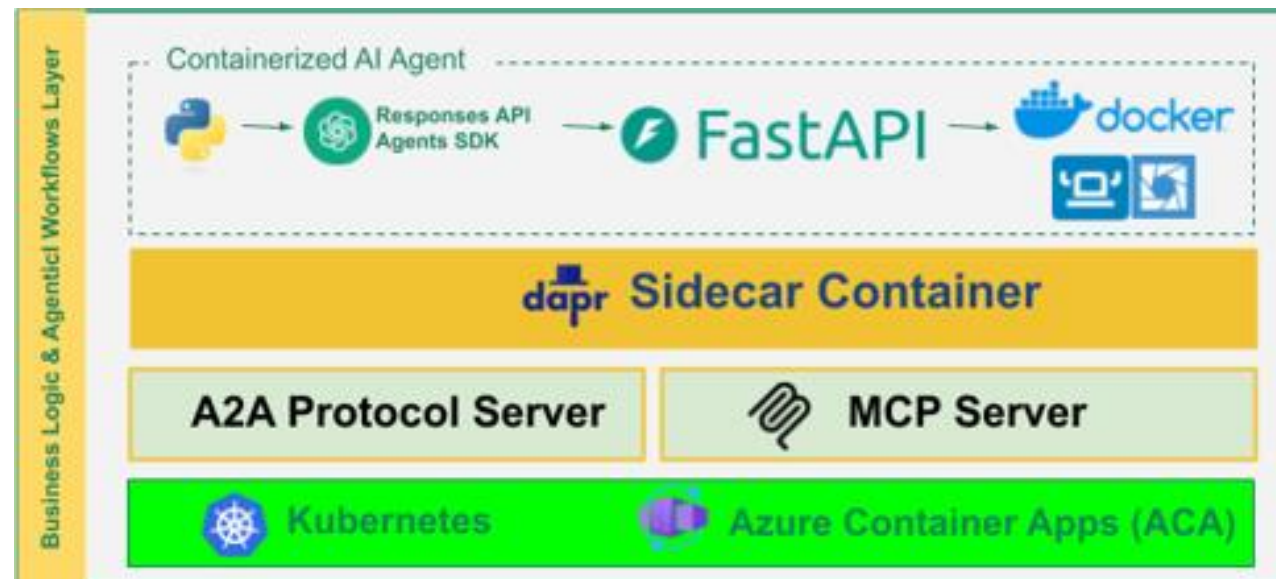 Business Logic & Agenticl Workflows Layer
Containerized AI Agent
Responses API
Agents SDK
FastAPI
docker
dapr Sidecar Container
A2A Protocol Server
MCP Server
Kubernetes
Azure Container Apps (ACA)